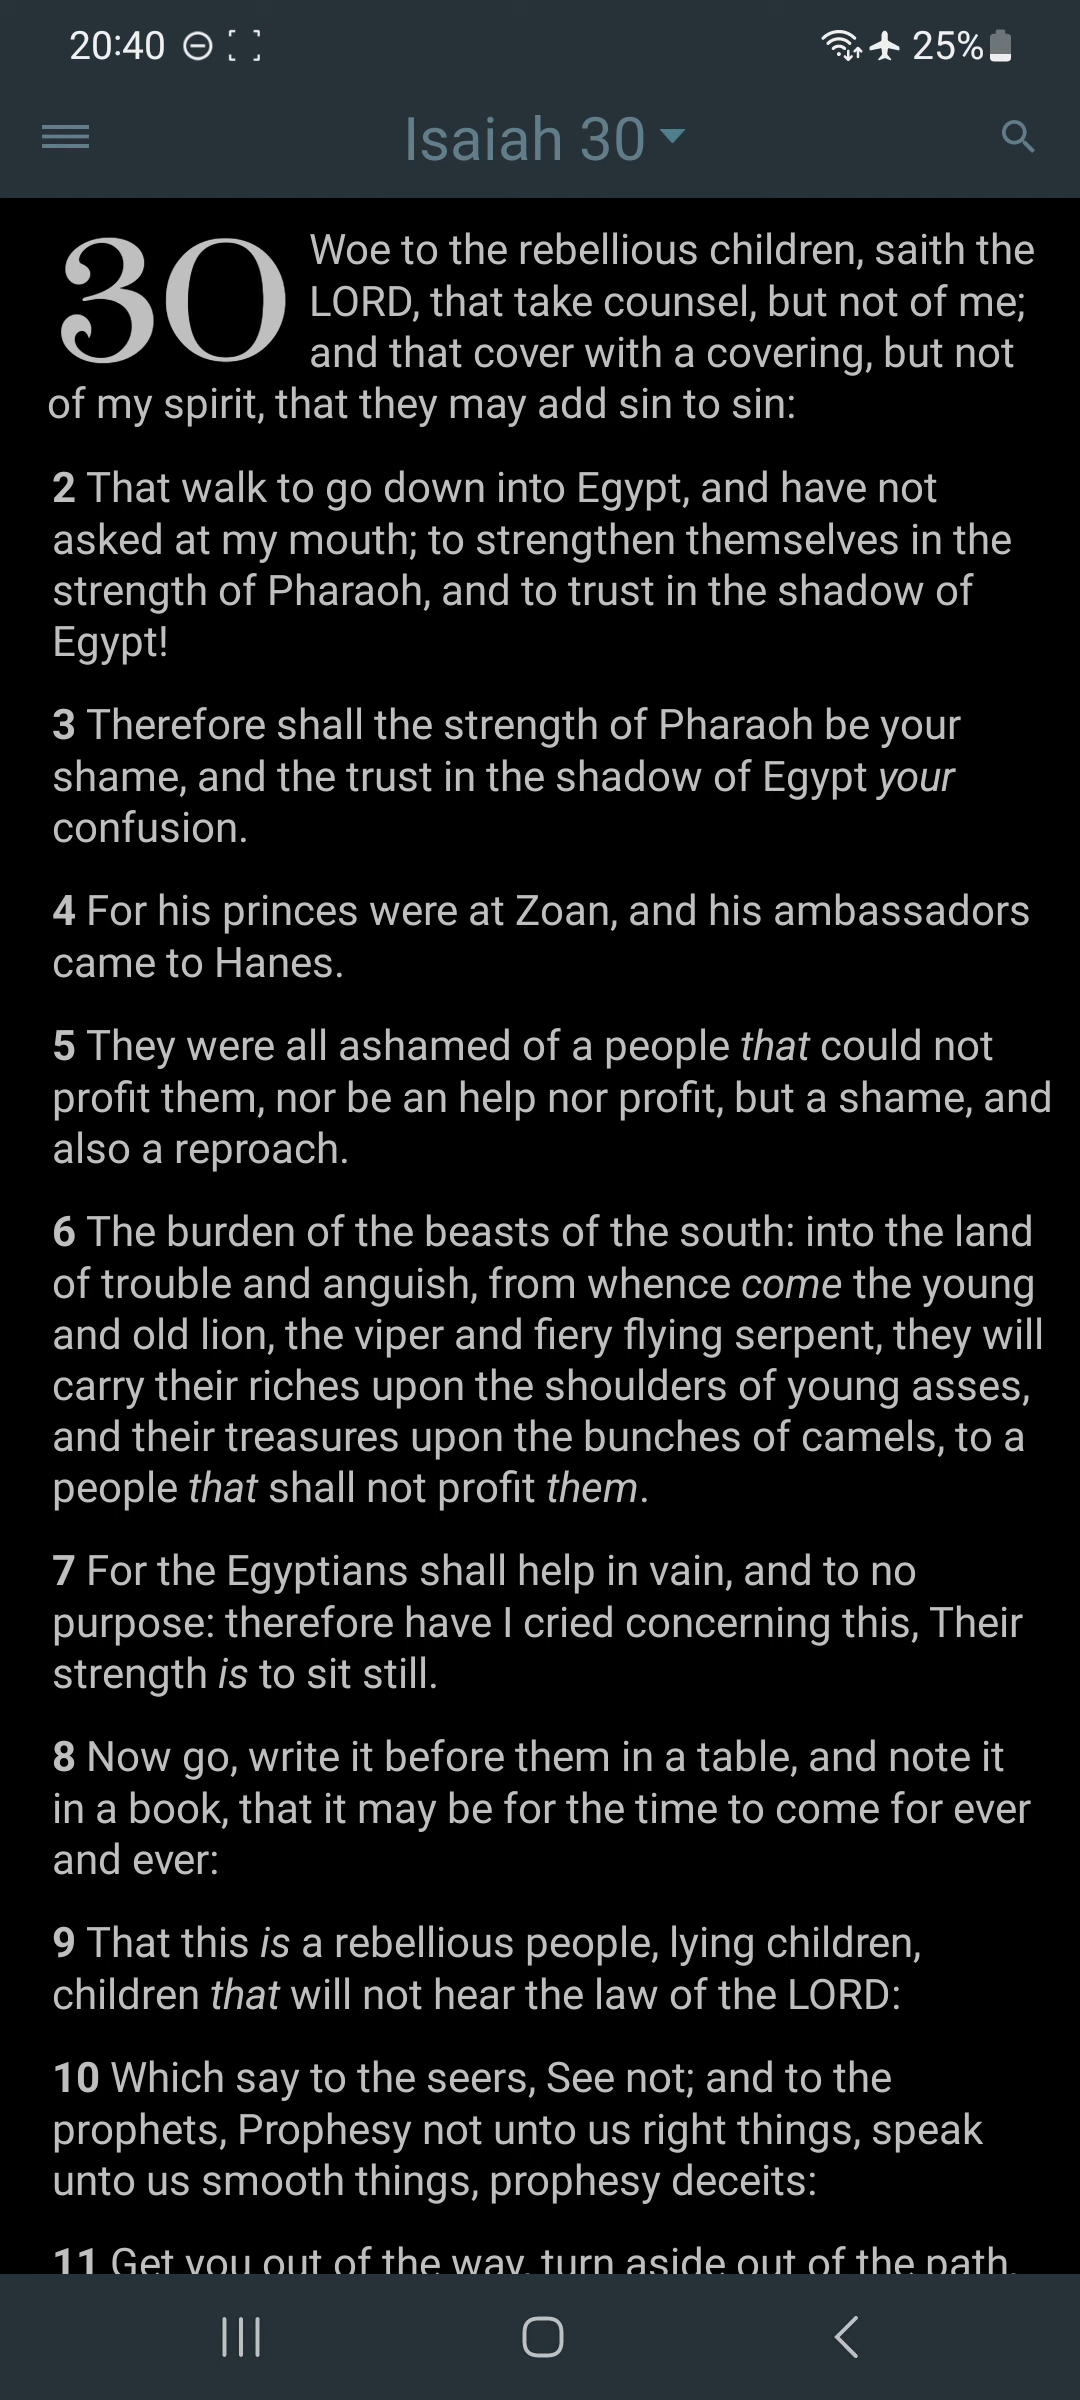 20:40 25%
Isaiah 30
30 Woe to the rebellious children, saith the
LORD, that take counsel, but not of me;
and that cover with a covering, but not
of my spirit, that they may add sin to sin:
2 That walk to go down into Egypt, and have not
asked at my mouth; to strengthen themselves in the
strength of Pharaoh, and to trust in the shadow of
Egypt!
3 Therefore shall the strength of Pharaoh be your
shame, and the trust in the shadow of Egypt your
confusion.
4 For his princes were at Zoan, and his ambassadors
came to Hanes.
5 They were all ashamed of a people that could not
profit them, nor be an help nor profit, but a shame, and
also a reproach.
6 The burden of the beasts of the south: into the land
of trouble and anguish, from whence come the young
and old lion, the viper and fiery flying serpent, they will
carry their riches upon the shoulders of young asses,
and their treasures upon the bunches of camels, to a
people that shall not profit them.
7 For the Egyptians shall help in vain, and to no
purpose: therefore have I cried concerning this, Their
strength is to sit still.
8 Now go, write it before them in a table, and note it
in a book, that it may be for the time to come for ever
and ever:
9 That this is a rebellious people, lying children,
children that will not hear the law of the LORD:
10 Which say to the seers, See not; and to the
prophets, Prophesy not unto us right things, speak
unto us smooth things, prophesy deceits:
11 Get you out of the way, turn aside out of the path,